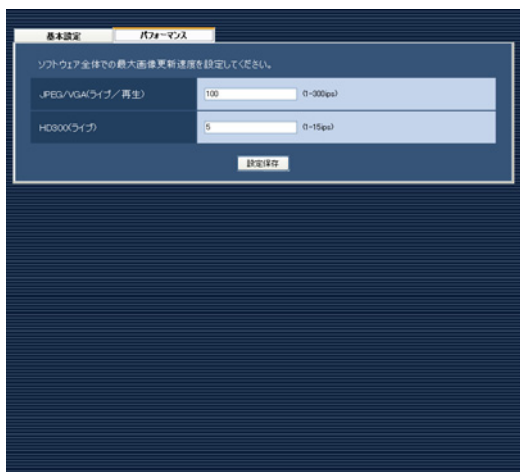 基本設定
パフォーマンス
ソフトウェア全体での最大画像更新速度を設定してください。
JPEG/VGA(ライブ/再生) 100 (1-300ips)
HD300(ライブ) 5 (1-15ips)
設定保存